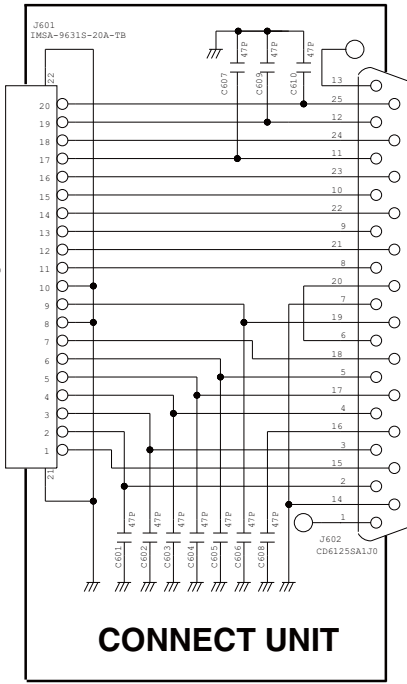 J601
IMSA-9631S-20A-TB
22
20
19
18
17
16
15
14
13
12
11
10
9
8
7
6
5
4
3
2
1
21
47P
47P
47P
C607
C609
C610
13
25
12
24
11
23
10
22
9
21
8
20
7
19
6
18
5
17
4
16
3
15
2
14
1
J602
CD6125SA1J0
47P
47P
47P
47P
47P
47P
47P
C601
C602
C603
C604
C605
C606
C608
CONNECT UNIT